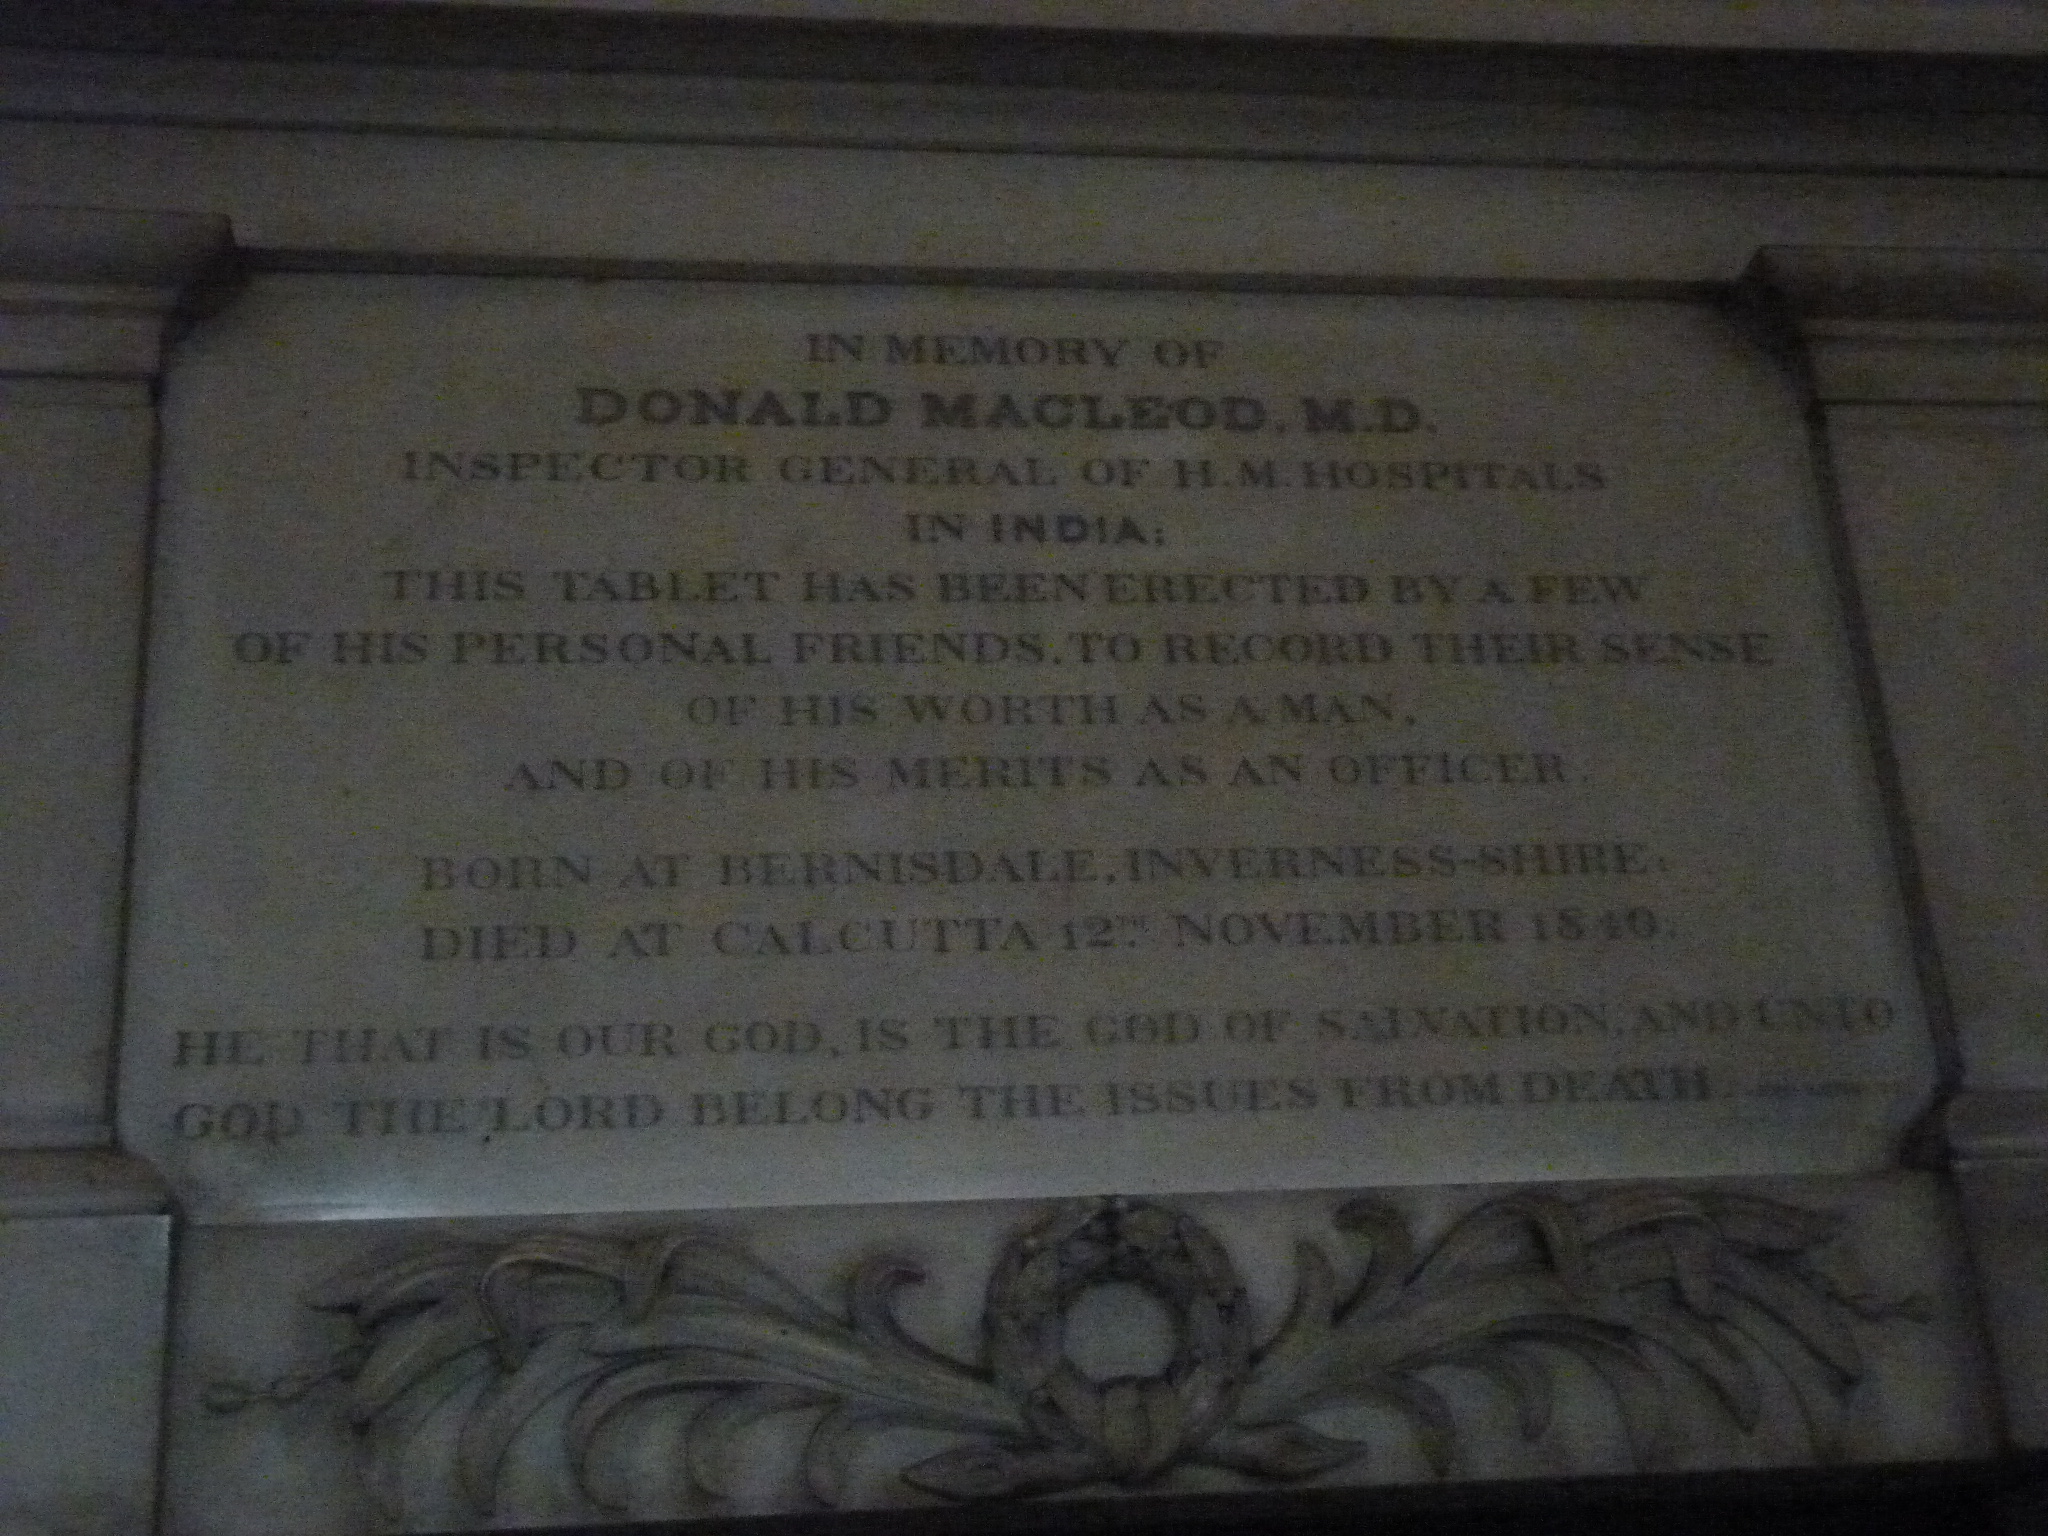 IN MEMORY OF
DONALD MACLEOD, M.D.
INSPECTOR GENERAL OF H.M. HOSPITALS
IN INDIA;
THIS TABLET HAS BEEN ERECTED BY A FEW
OF HIS PERSONAL FRIENDS, TO RECORD THEIR SENSE
OF HIS WORTH AS A MAN,
AND OF HIS MERITS AS AN OFFICER.
BORN AT BERNISDALE, INVERNESS-SHIRE:
DIED AT CALCUTTA 12TH NOVEMBER 1840.
HE THAT IS OUR GOD, IS THE GOD OF SALVATION, AND UNTO
GOD THE LORD BELONG THE ISSUES FROM DEATH.